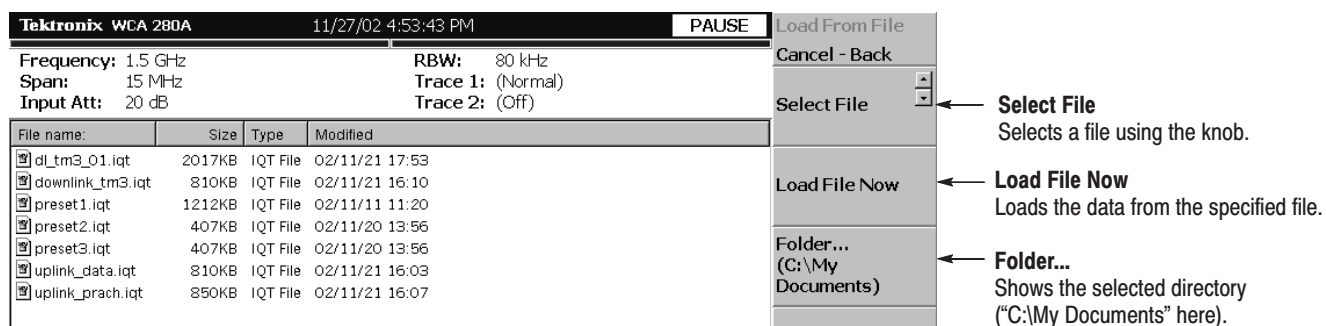 Tektronix WCA 280A 11/27/02 4:53:43 PM PAUSE
Frequency: 1.5 GHz RBW: 80 kHz
Span: 15 MHz Trace 1: (Normal)
Input Att: 20 dB Trace 2: (Off)
File name: Size Type Modified
dl_tm3_01.iqt 2017KB IQT File 02/11/21 17:53
downlink_tm3.iqt 810KB IQT File 02/11/21 16:10
preset1.iqt 1212KB IQT File 02/11/11 11:20
preset2.iqt 407KB IQT File 02/11/20 13:56
preset3.iqt 407KB IQT File 02/11/20 13:56
uplink_data.iqt 810KB IQT File 02/11/21 16:03
uplink_prach.iqt 850KB IQT File 02/11/21 16:07
Load From File
Cancel - Back
Select File
Load File Now
Folder...
(C:\My
Documents)
Select File
Selects a file using the knob.
Load File Now
Loads the data from the specified file.
Folder...
Shows the selected directory
(“C:\My Documents” here).